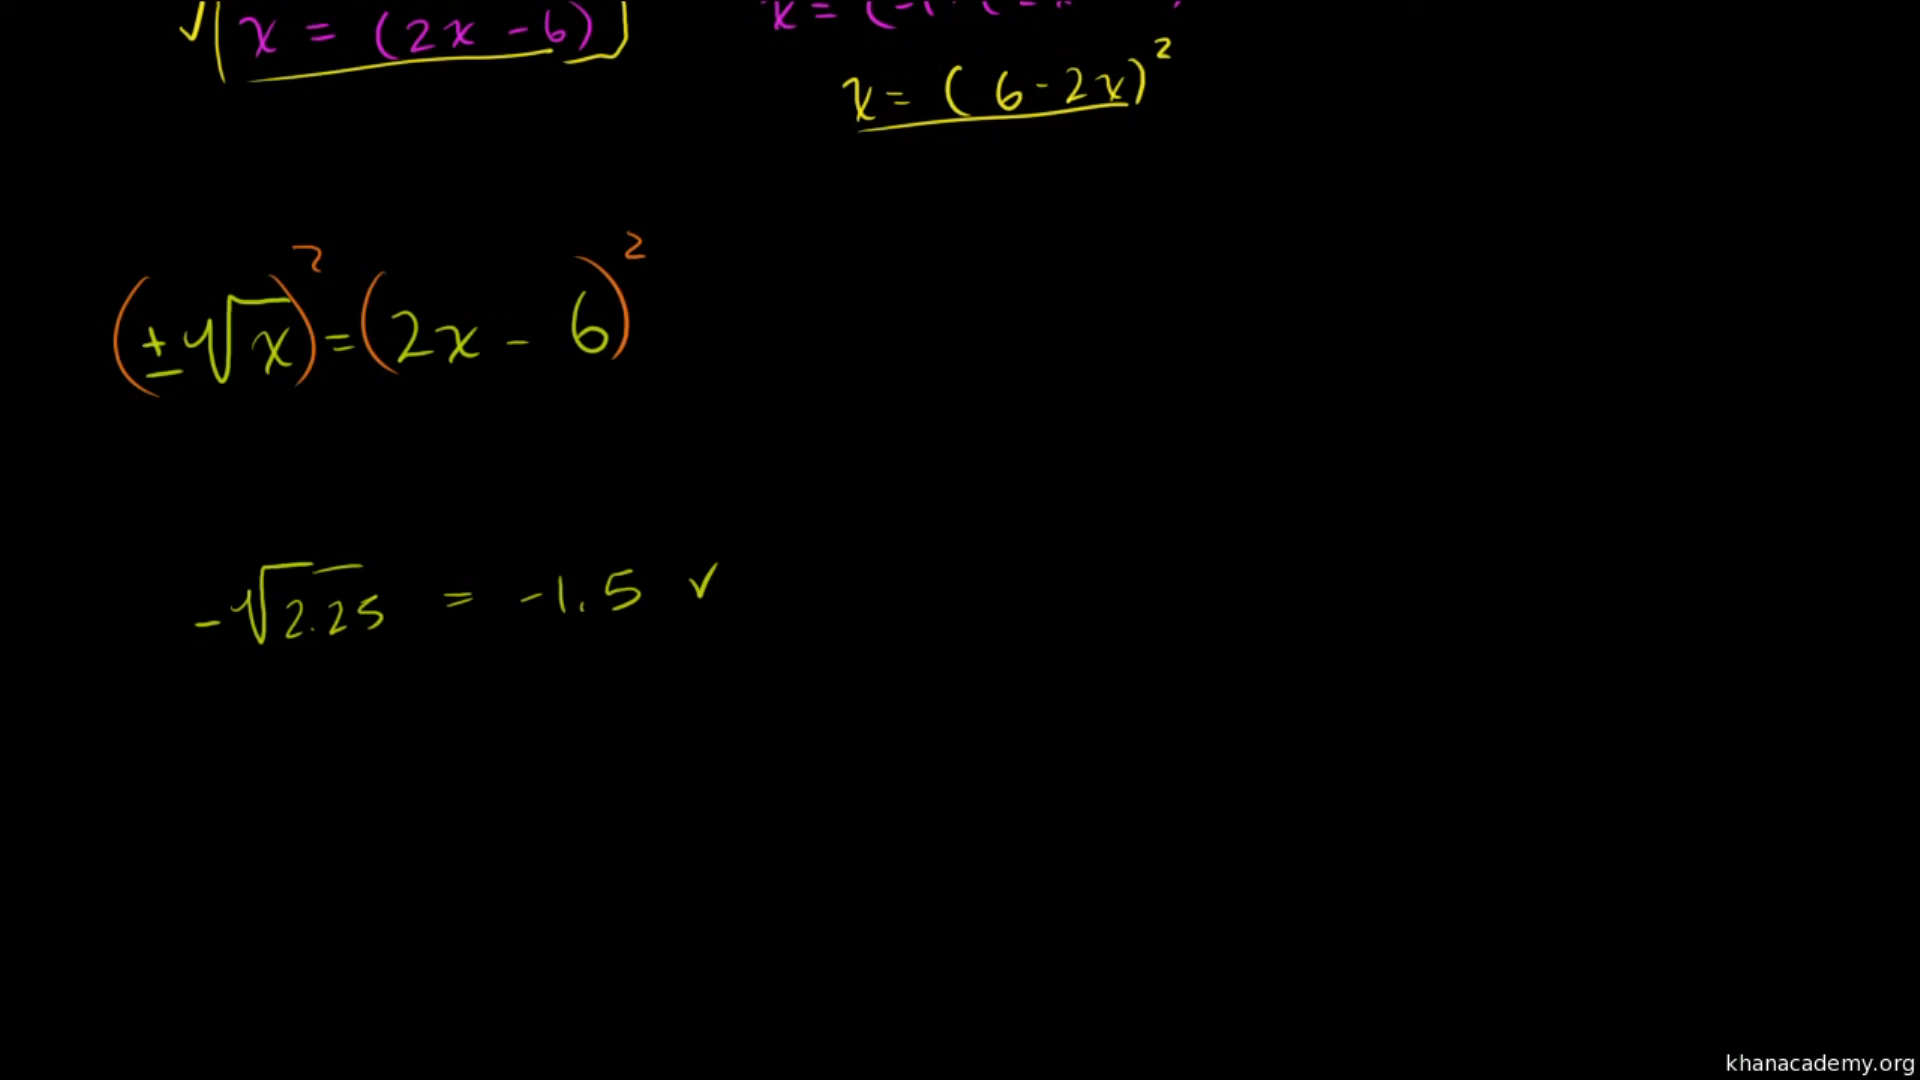 √[x = (2x - 6)]
x =
x = (6 - 2x)²
(±√x)² = (2x - 6)²
-√2.25 = -1.5 ✓
khanacademy.org